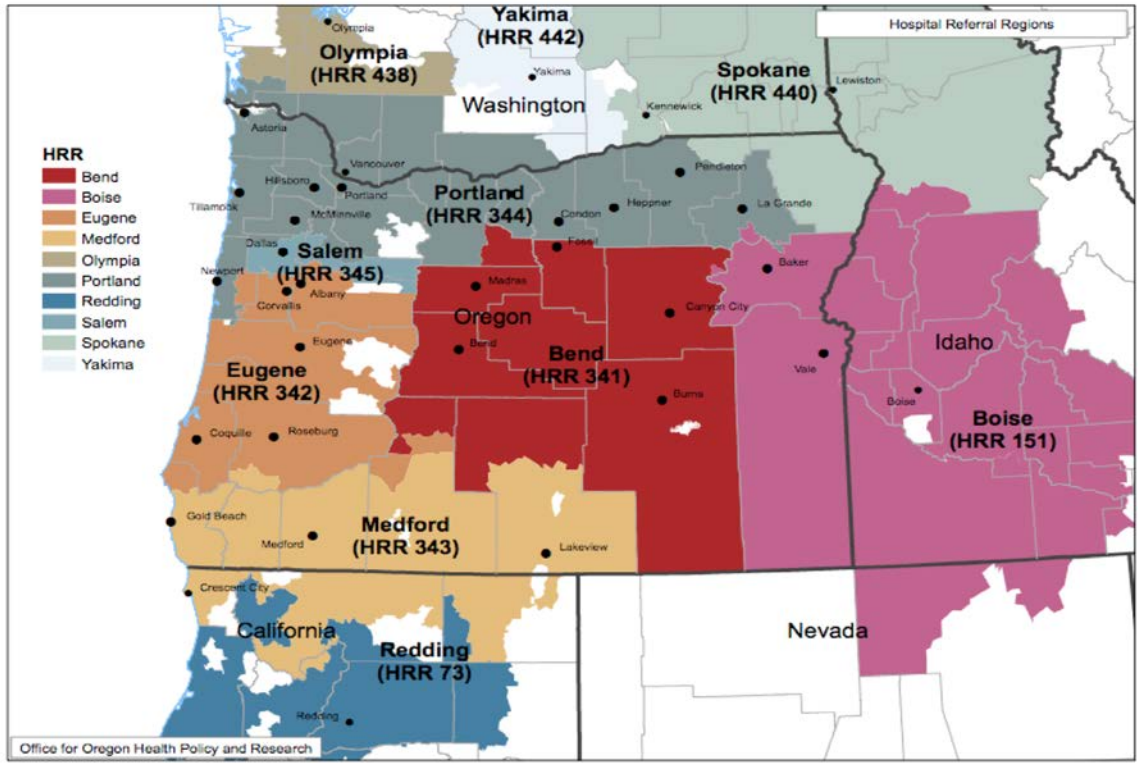 Yakima
(HRR 442)
Hospital Referral Regions
Olympia
Olympia
(HRR 438)
Yakima
Washington
Spokane
(HRR 440)
Lewiston
Kennewick
Astoria
HRR
Bend
Boise
Eugene
Medford
Olympia
Portland
Redding
Salem
Spokane
Yakima
Vancouver
Hillsboro
Portland
Tillamook
McMinnville
Portland
(HRR 344)
Pendleton
Heppner
La Grande
Condon
Fossil
Dallas
Salem
(HRR 345)
Newport
Corvallis
Albany
Madras
Oregon
Baker
Canyon City
Eugene
Bend
Bend
(HRR 341)
Vale
Idaho
Eugene
(HRR 342)
Burns
Boise
Boise
(HRR 151)
Coquille
Roseburg
Gold Beach
Medford
Medford
(HRR 343)
Lakeview
Crescent City
California
Redding
(HRR 73)
Nevada
Redding
Office for Oregon Health Policy and Research